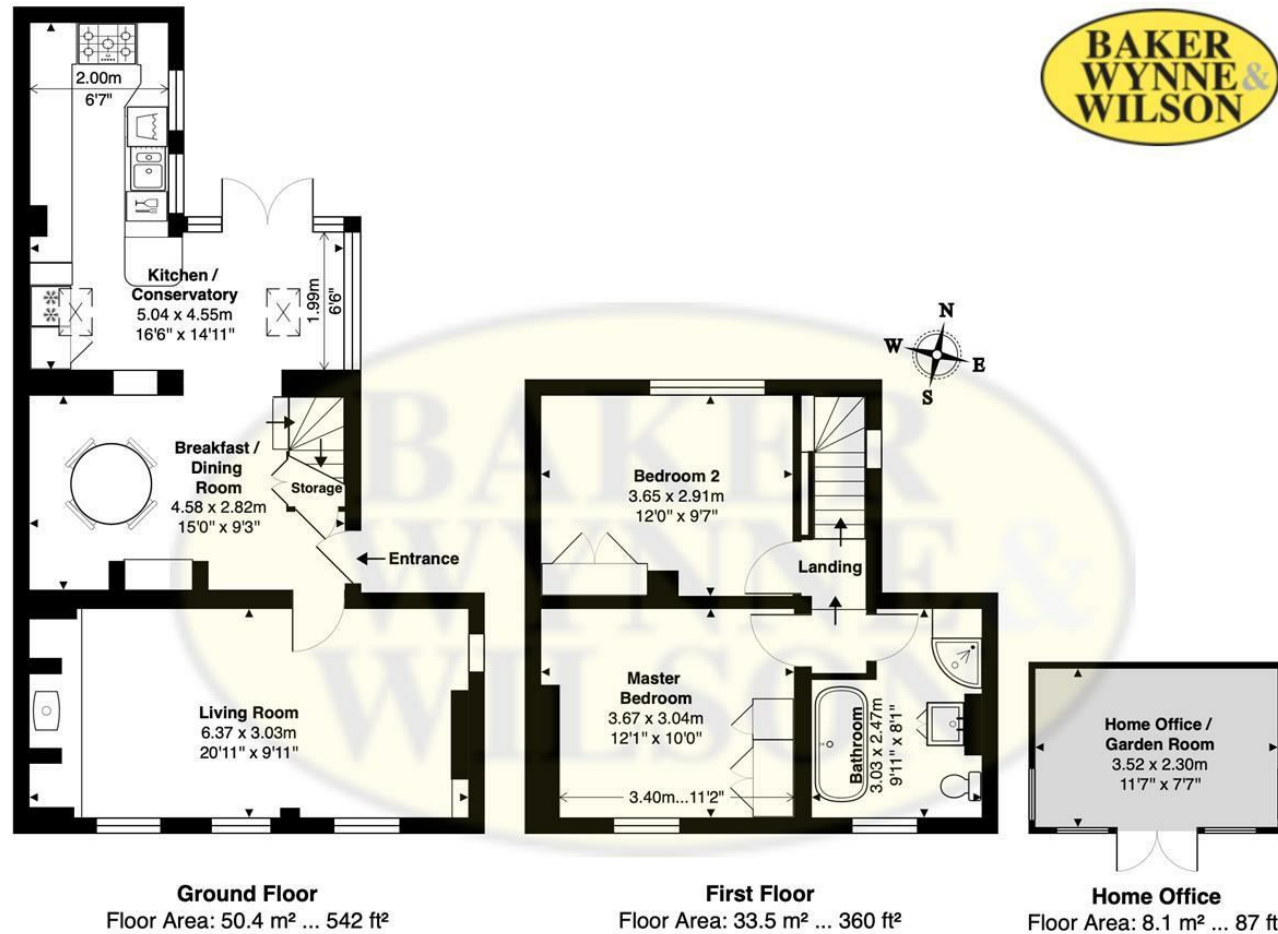 BAKER
WYNNE &
WILSON
2.00m
6'7"
Kitchen /
Conservatory
5.04 x 4.55m
16'6" x 14'11"
1.99m
6'6"
Breakfast /
Dining
Room
4.58 x 2.82m
15'0" x 9'3"
Storage
Entrance
Living Room
6.37 x 3.03m
20'11" x 9'11"
N
W
E
S
Bedroom 2
3.65 x 2.91m
12'0" x 9'7"
Landing
Master
Bedroom
3.67 x 3.04m
12'1" x 10'0"
3.40m...11'2"
Bathroom
3.03 x 2.47m
9'11" x 8'1"
Home Office /
Garden Room
3.52 x 2.30m
11'7" x 7'7"
BAKER
WYNNE &
WILSON
Ground Floor
Floor Area: 50.4 m² ... 542 ft²
First Floor
Floor Area: 33.5 m² ... 360 ft²
Home Office
Floor Area: 8.1 m² ... 87 ft